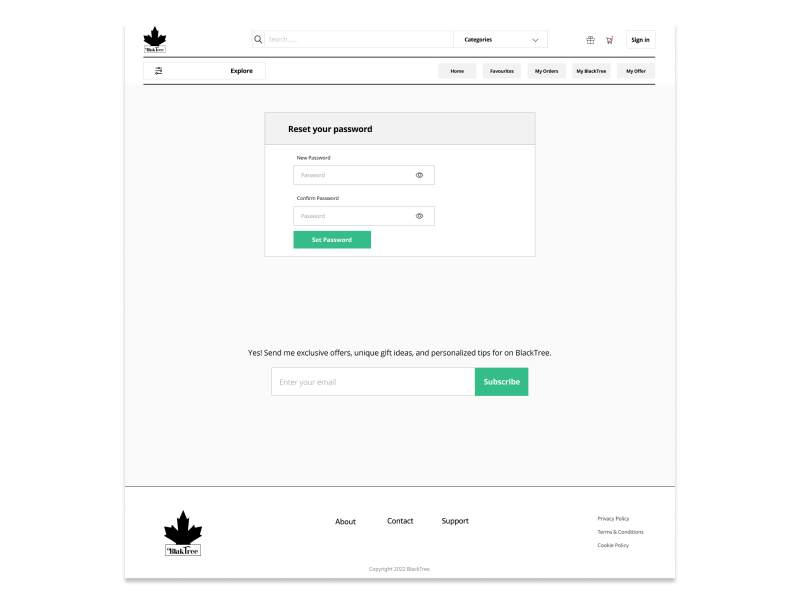 BlakTree
Search......
Categories
Sign in
Explore
Home
Favourites
My Orders
My BlackTree
My Offer
Reset your password
New Password
Password
Confirm Password
Password
Set Password
Yes! Send me exclusive offers, unique gift ideas, and personalized tips for on BlackTree.
Enter your email
Subscribe
BlakTree
About
Contact
Support
Privacy Policy
Terms & Conditions
Cookie Policy
Copyright 2022 BlackTree.